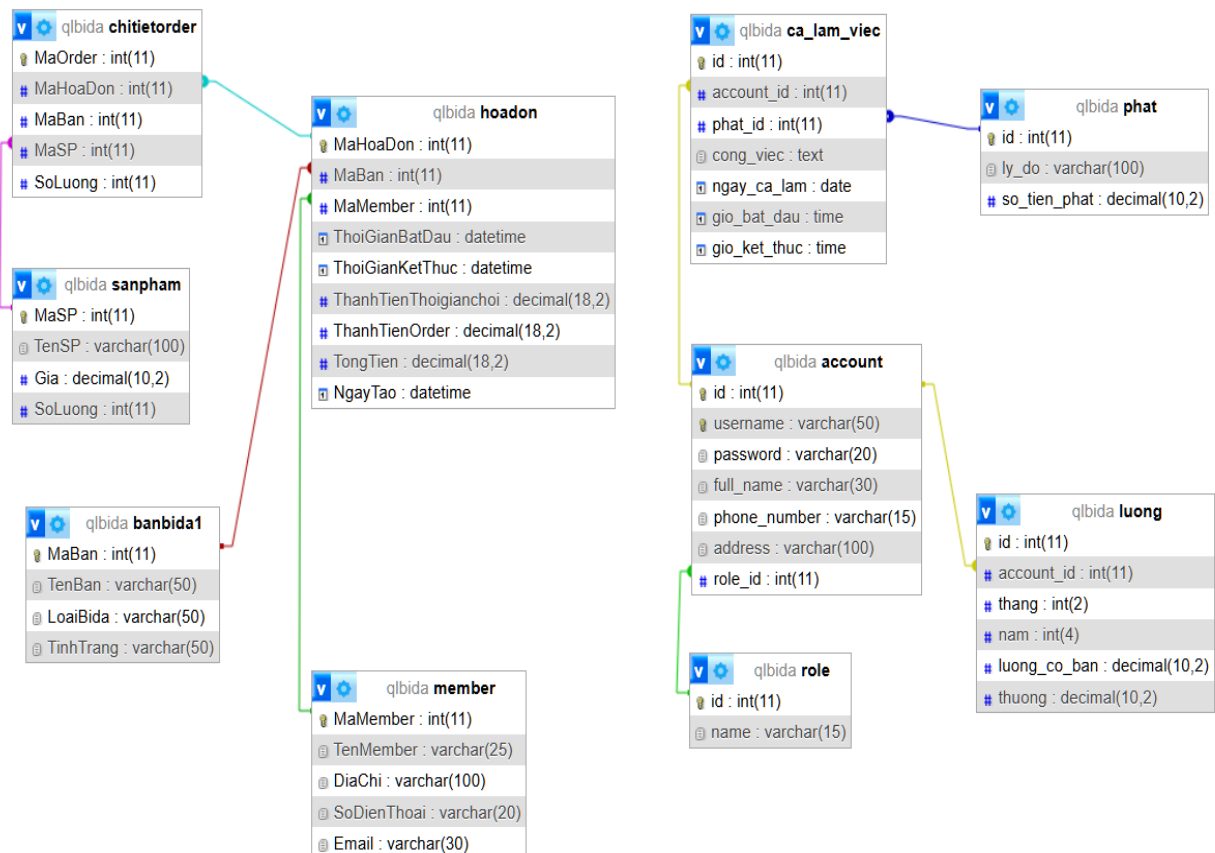 v qlbida chitietorder
MaOrder : int(11)
MaHoaDon : int(11)
MaBan : int(11)
MaSP : int(11)
SoLuong : int(11)
v qlbida sanpham
MaSP : int(11)
TenSP : varchar(100)
Gia : decimal(10,2)
SoLuong : int(11)
v qlbida banbida1
MaBan : int(11)
TenBan : varchar(50)
LoaiBida : varchar(50)
TinhTrang : varchar(50)
v qlbida hoadon
MaHoaDon : int(11)
MaBan : int(11)
MaMember : int(11)
ThoiGianBatDau : datetime
ThoiGianKetThuc : datetime
ThanhTienThoigianchoi : decimal(18,2)
ThanhTienOrder : decimal(18,2)
TongTien : decimal(18,2)
NgayTao : datetime
v qlbida member
MaMember : int(11)
TenMember : varchar(25)
DiaChi : varchar(100)
SoDienThoai : varchar(20)
Email : varchar(30)
v qlbida ca_lam_viec
id : int(11)
account_id : int(11)
phat_id : int(11)
cong_viec : text
ngay_ca_lam : date
gio_bat_dau : time
gio_ket_thuc : time
v qlbida account
id : int(11)
username : varchar(50)
password : varchar(20)
full_name : varchar(30)
phone_number : varchar(15)
address : varchar(100)
role_id : int(11)
v qlbida role
id : int(11)
name : varchar(15)
v qlbida phat
id : int(11)
ly_do : varchar(100)
so_tien_phat : decimal(10,2)
v qlbida luong
id : int(11)
account_id : int(11)
thang : int(2)
nam : int(4)
luong_co_ban : decimal(10,2)
thuong : decimal(10,2)